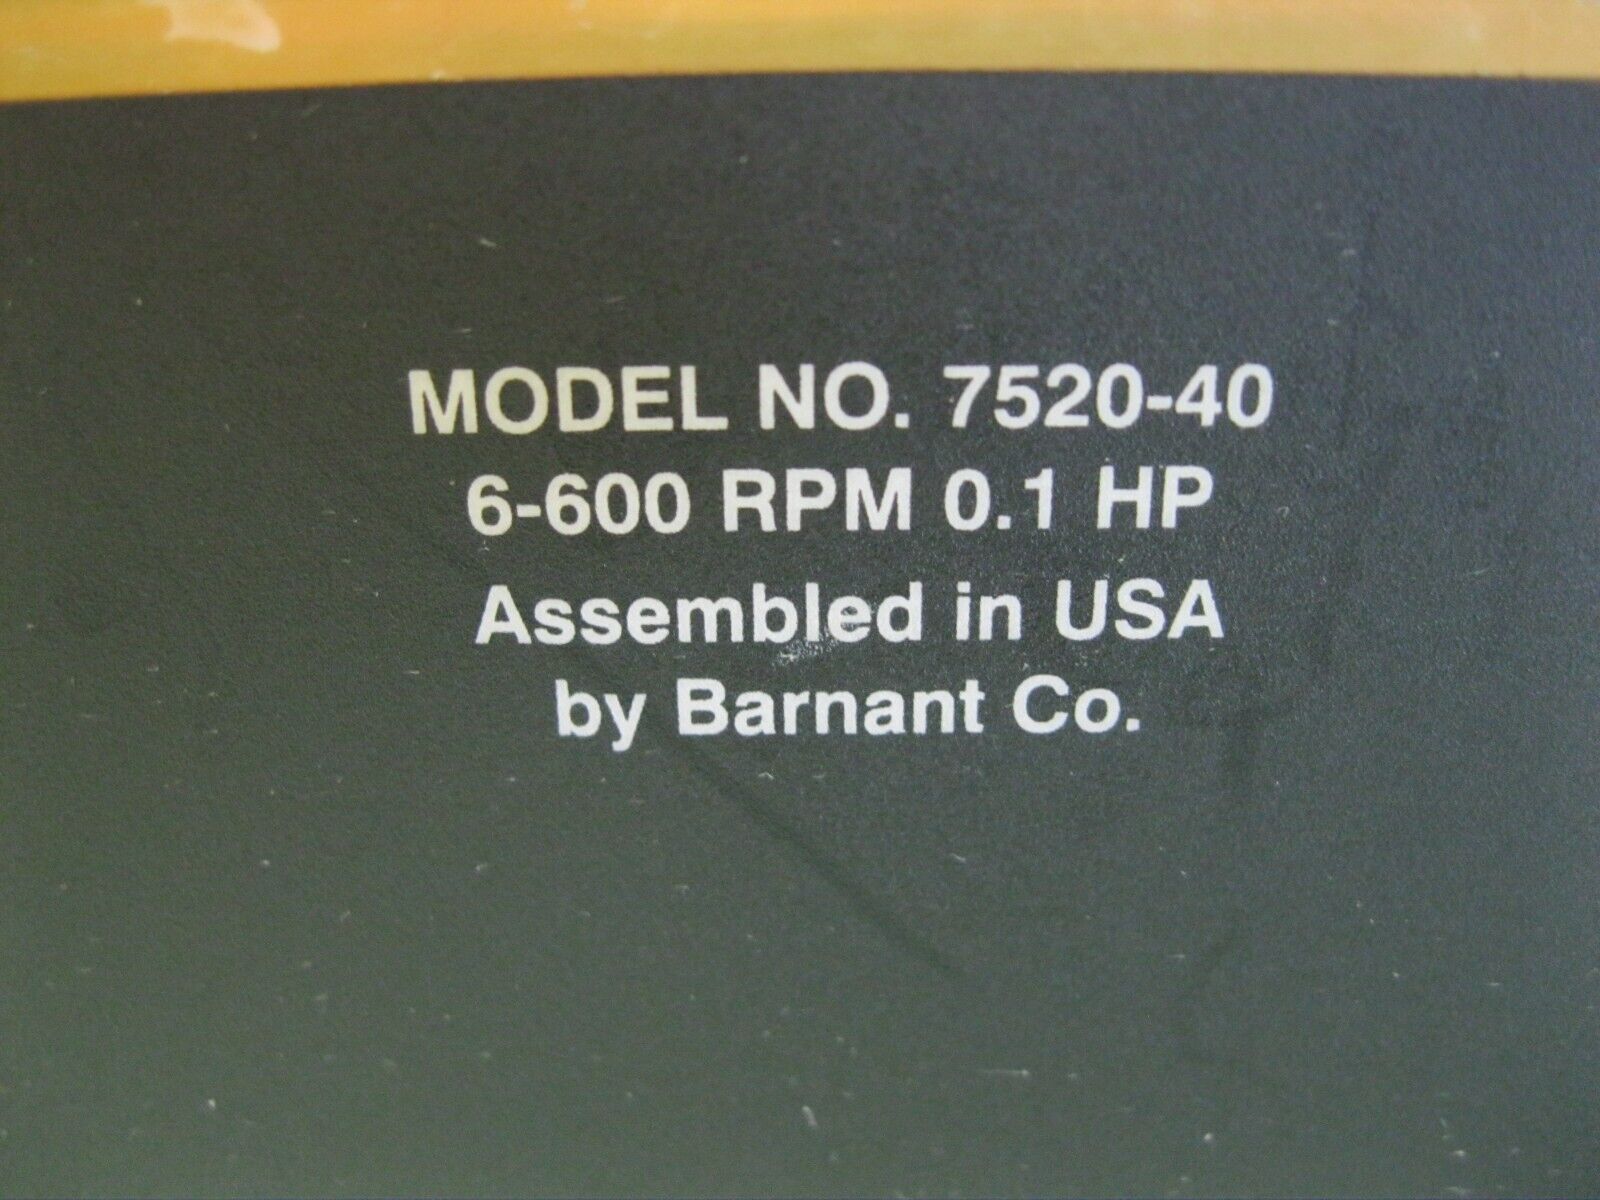 MODEL NO. 7520-40
6-600 RPM 0.1 HP
Assembled in USA
by Barnant Co.